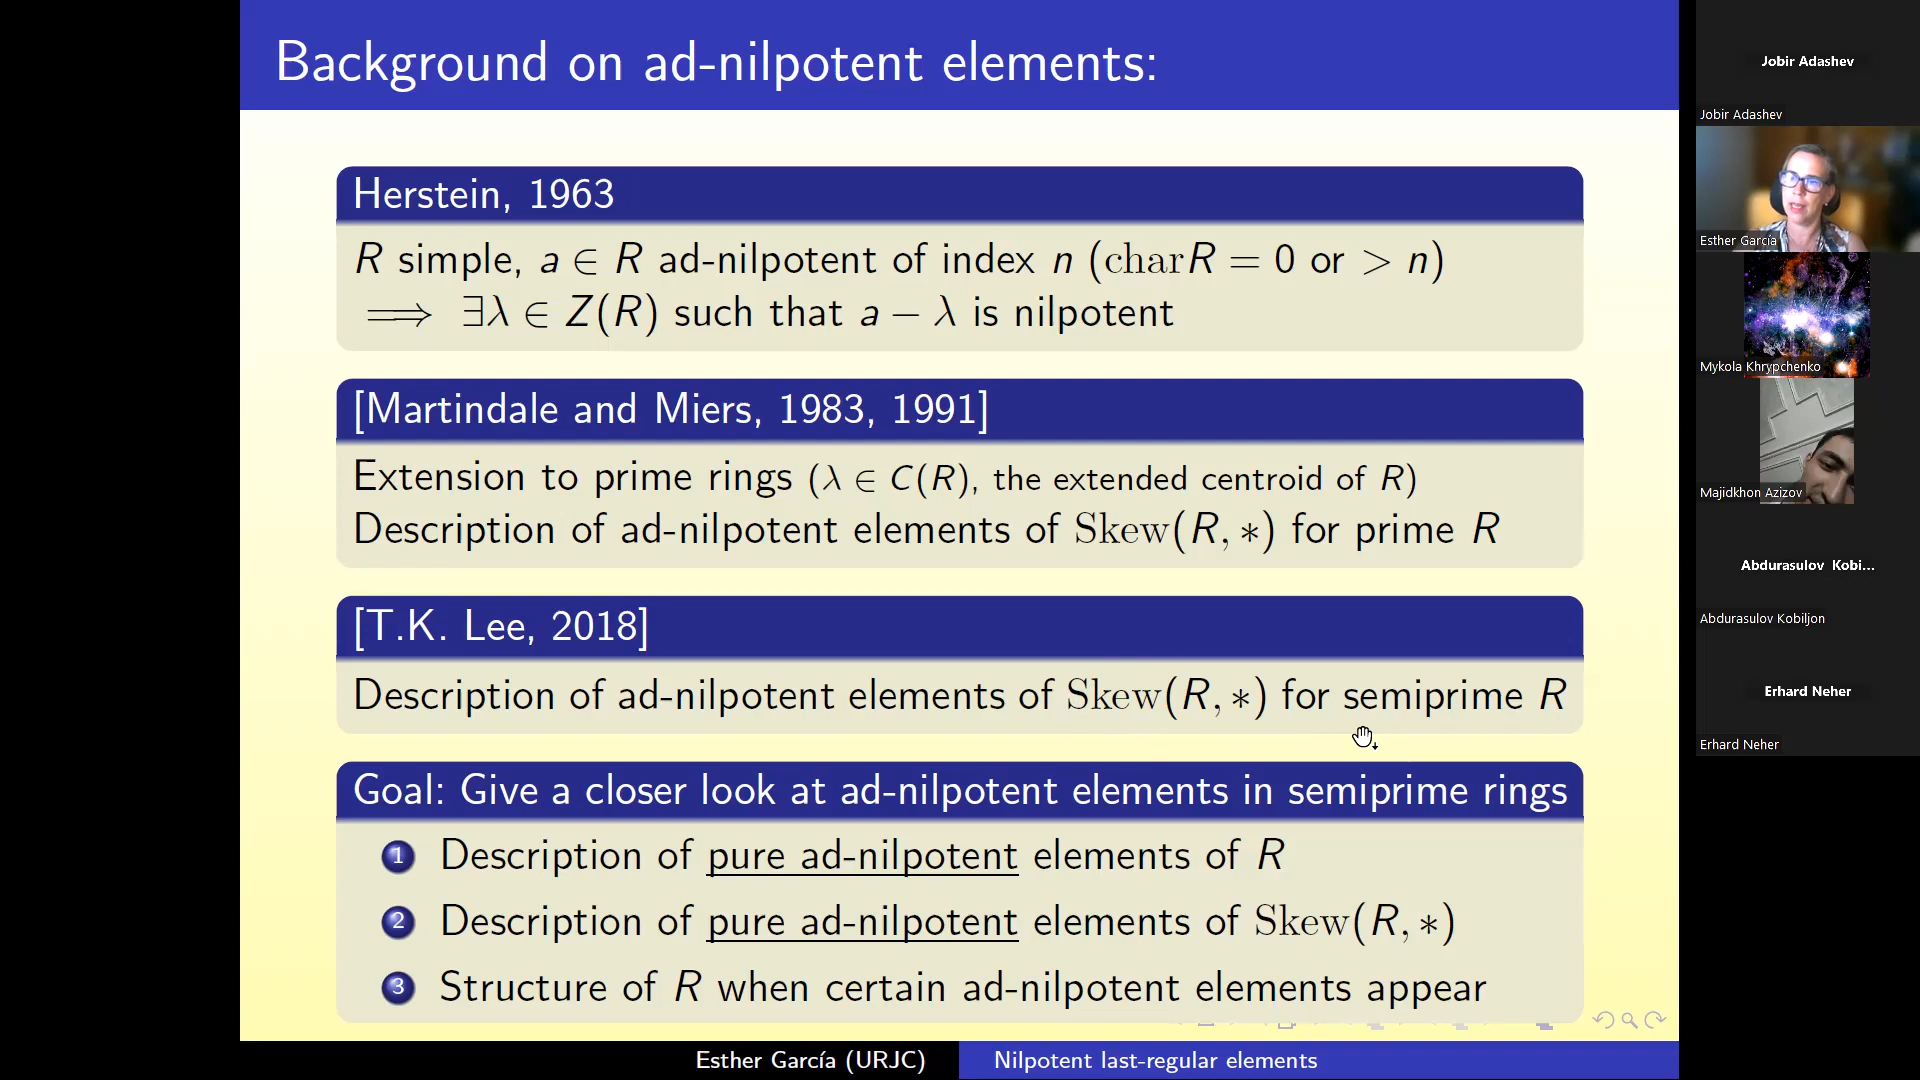 Background on ad-nilpotent elements:
Herstein, 1963
R simple, a ∈ R ad-nilpotent of index n (charR = 0 or > n)
⟹ ∃λ ∈ Z(R) such that a − λ is nilpotent
[Martindale and Miers, 1983, 1991]
Extension to prime rings (λ ∈ C(R), the extended centroid of R)
Description of ad-nilpotent elements of Skew(R, ∗) for prime R
[T.K. Lee, 2018]
Description of ad-nilpotent elements of Skew(R, ∗) for semiprime R
Goal: Give a closer look at ad-nilpotent elements in semiprime rings
1 Description of pure ad-nilpotent elements of R
2 Description of pure ad-nilpotent elements of Skew(R, ∗)
3 Structure of R when certain ad-nilpotent elements appear
Esther García (URJC)
Nilpotent last-regular elements
Jobir Adashev
Jobir Adashev
Esther García
Mykola Khrypchenko
Majidkhon Azizov
Abdurasulov Kobi...
Abdurasulov Kobiljon
Erhard Neher
Erhard Neher